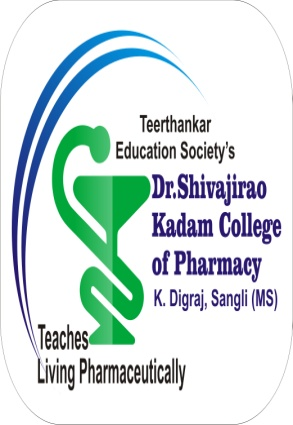 Teerthankar
Education Society's
Dr.Shivajirao
Kadam College
of Pharmacy
K. Digraj, Sangli (MS)
Teaches
Living Pharmaceutically